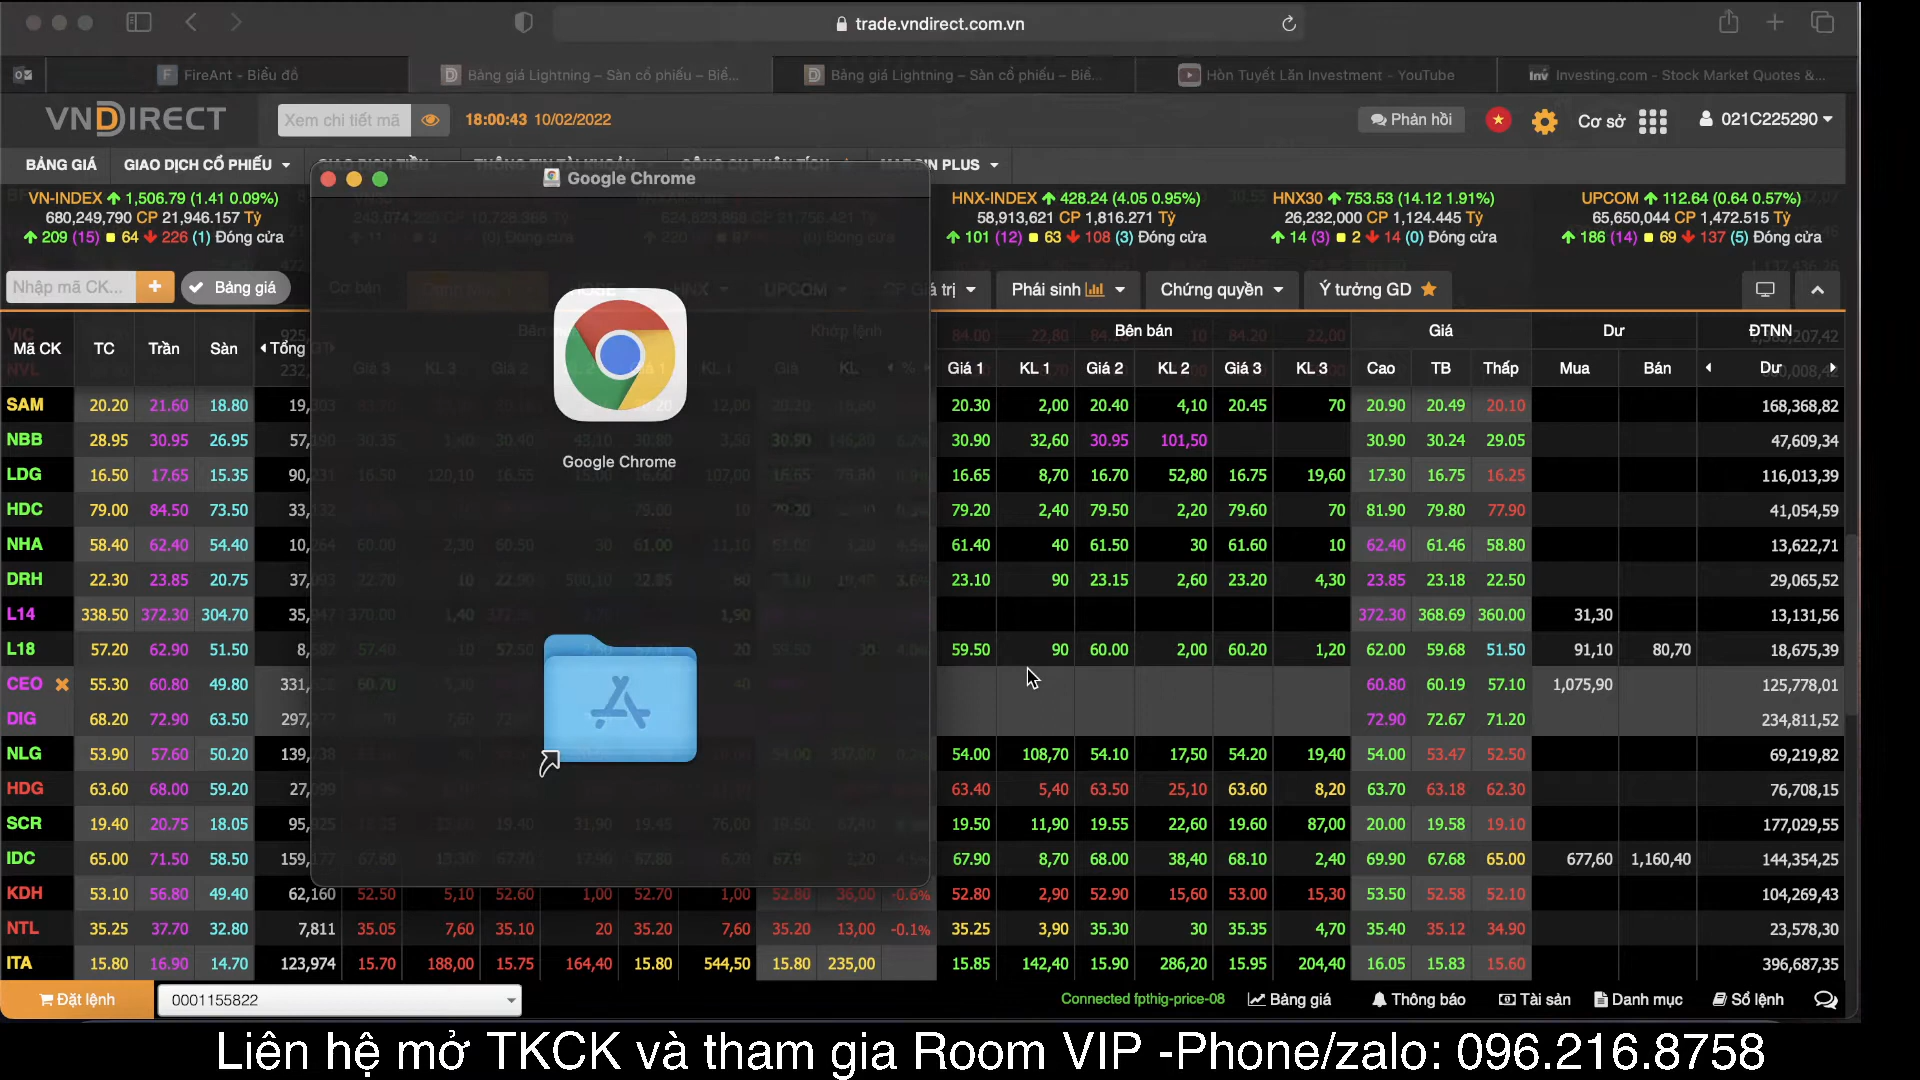 trade.vndirect.com.vn
FireAnt - Biểu đồ
Bảng giá Lightning – Sàn cổ phiếu – Biể...
Bảng giá Lightning – Sàn cổ phiếu – Biể...
Hòn Tuyết Lăn Investment - YouTube
Investing.com - Stock Market Quotes &...
VNDIRECT
Xem chi tiết mã
18:00:43 10/02/2022
Phản hồi
Cơ sở
021C225290
BẢNG GIÁ
GIAO DỊCH CỔ PHIẾU
MARGIN PLUS
Google Chrome
VN-INDEX 1,506.79 (1.41 0.09%)
680,249,790 CP 21,946.157 Tỷ
209 (15) 64 226 (1) Đóng cửa
HNX-INDEX 428.24 (4.05 0.95%)
58,913,621 CP 1,816.271 Tỷ
101 (12) 63 108 (3) Đóng cửa
HNX30 753.53 (14.12 1.91%)
26,232,000 CP 1,124.445 Tỷ
14 (3) 2 14 (0) Đóng cửa
UPCOM 112.64 (0.64 0.57%)
65,650,044 CP 1,472.515 Tỷ
186 (14) 69 137 (5) Đóng cửa
Nhập mã CK...
+
Bảng giá
Phái sinh
Chứng quyền
Ý tưởng GD
Bên bán Giá Dư ĐTNN
Mã CK TC Trần Sàn Tổng
Giá 1 KL 1 Giá 2 KL 2 Giá 3 KL 3 Cao TB Thấp Mua Bán Dư
Google Chrome
SAM 20.20 21.60 18.80 20.30 2,00 20.40 4,10 20.45 70 20.90 20.49 20.10 168,368,82
NBB 28.95 30.95 26.95 30.90 32,60 30.95 101,50 30.90 30.24 29.05 47,609,34
LDG 16.50 17.65 15.35 16.65 8,70 16.70 52,80 16.75 19,60 17.30 16.75 16.25 116,013,39
HDC 79.00 84.50 73.50 79.20 2,40 79.50 2,20 79.60 70 81.90 79.80 77.90 41,054,59
NHA 58.40 62.40 54.40 61.40 40 61.50 30 61.60 10 62.40 61.46 58.80 13,622,71
DRH 22.30 23.85 20.75 23.10 90 23.15 2,60 23.20 4,30 23.85 23.18 22.50 29,065,52
L14 338.50 372.30 304.70 372.30 368.69 360.00 31,30 13,131,56
L18 57.20 62.90 51.50 59.50 90 60.00 2,00 60.20 1,20 62.00 59.68 51.50 91,10 80,70 18,675,39
CEO 55.30 60.80 49.80 60.80 60.19 57.10 1,075,90 125,778,01
DIG 68.20 72.90 63.50 72.90 72.67 71.20 234,811,52
NLG 53.90 57.60 50.20 54.00 108,70 54.10 17,50 54.20 19,40 54.00 53.47 52.50 69,219,82
HDG 63.60 68.00 59.20 63.40 5,40 63.50 25,10 63.60 8,20 63.70 63.18 62.30 76,708,15
SCR 19.40 20.75 18.05 19.50 11,90 19.55 22,60 19.60 87,00 20.00 19.58 19.10 177,029,55
IDC 65.00 71.50 58.50 67.90 8,70 68.00 38,40 68.10 2,40 69.90 67.68 65.00 677,60 1,160,40 144,354,25
KDH 53.10 56.80 49.40 62,160 52.50 5,10 52.60 1,00 52.70 1,00 52.80 36,00 -0.6% 52.80 2,90 52.90 15,60 53.00 15,30 53.50 52.58 52.10 104,269,43
NTL 35.25 37.70 32.80 7,811 35.05 7,60 35.10 20 35.20 7,60 35.20 13,00 -0.1% 35.25 3,90 35.30 30 35.35 4,70 35.40 35.12 34.90 23,578,30
ITA 15.80 16.90 14.70 123,974 15.70 188,00 15.75 164,40 15.80 544,50 15.80 235,00 15.85 142,40 15.90 286,20 15.95 204,40 16.05 15.83 15.60 396,687,35
Đặt lệnh
0001155822
Connected fpthig-price-08
Bảng giá
Thông báo
Tài sản
Danh mục
Sổ lệnh
Liên hệ mở TKCK và tham gia Room VIP -Phone/zalo: 096.216.8758